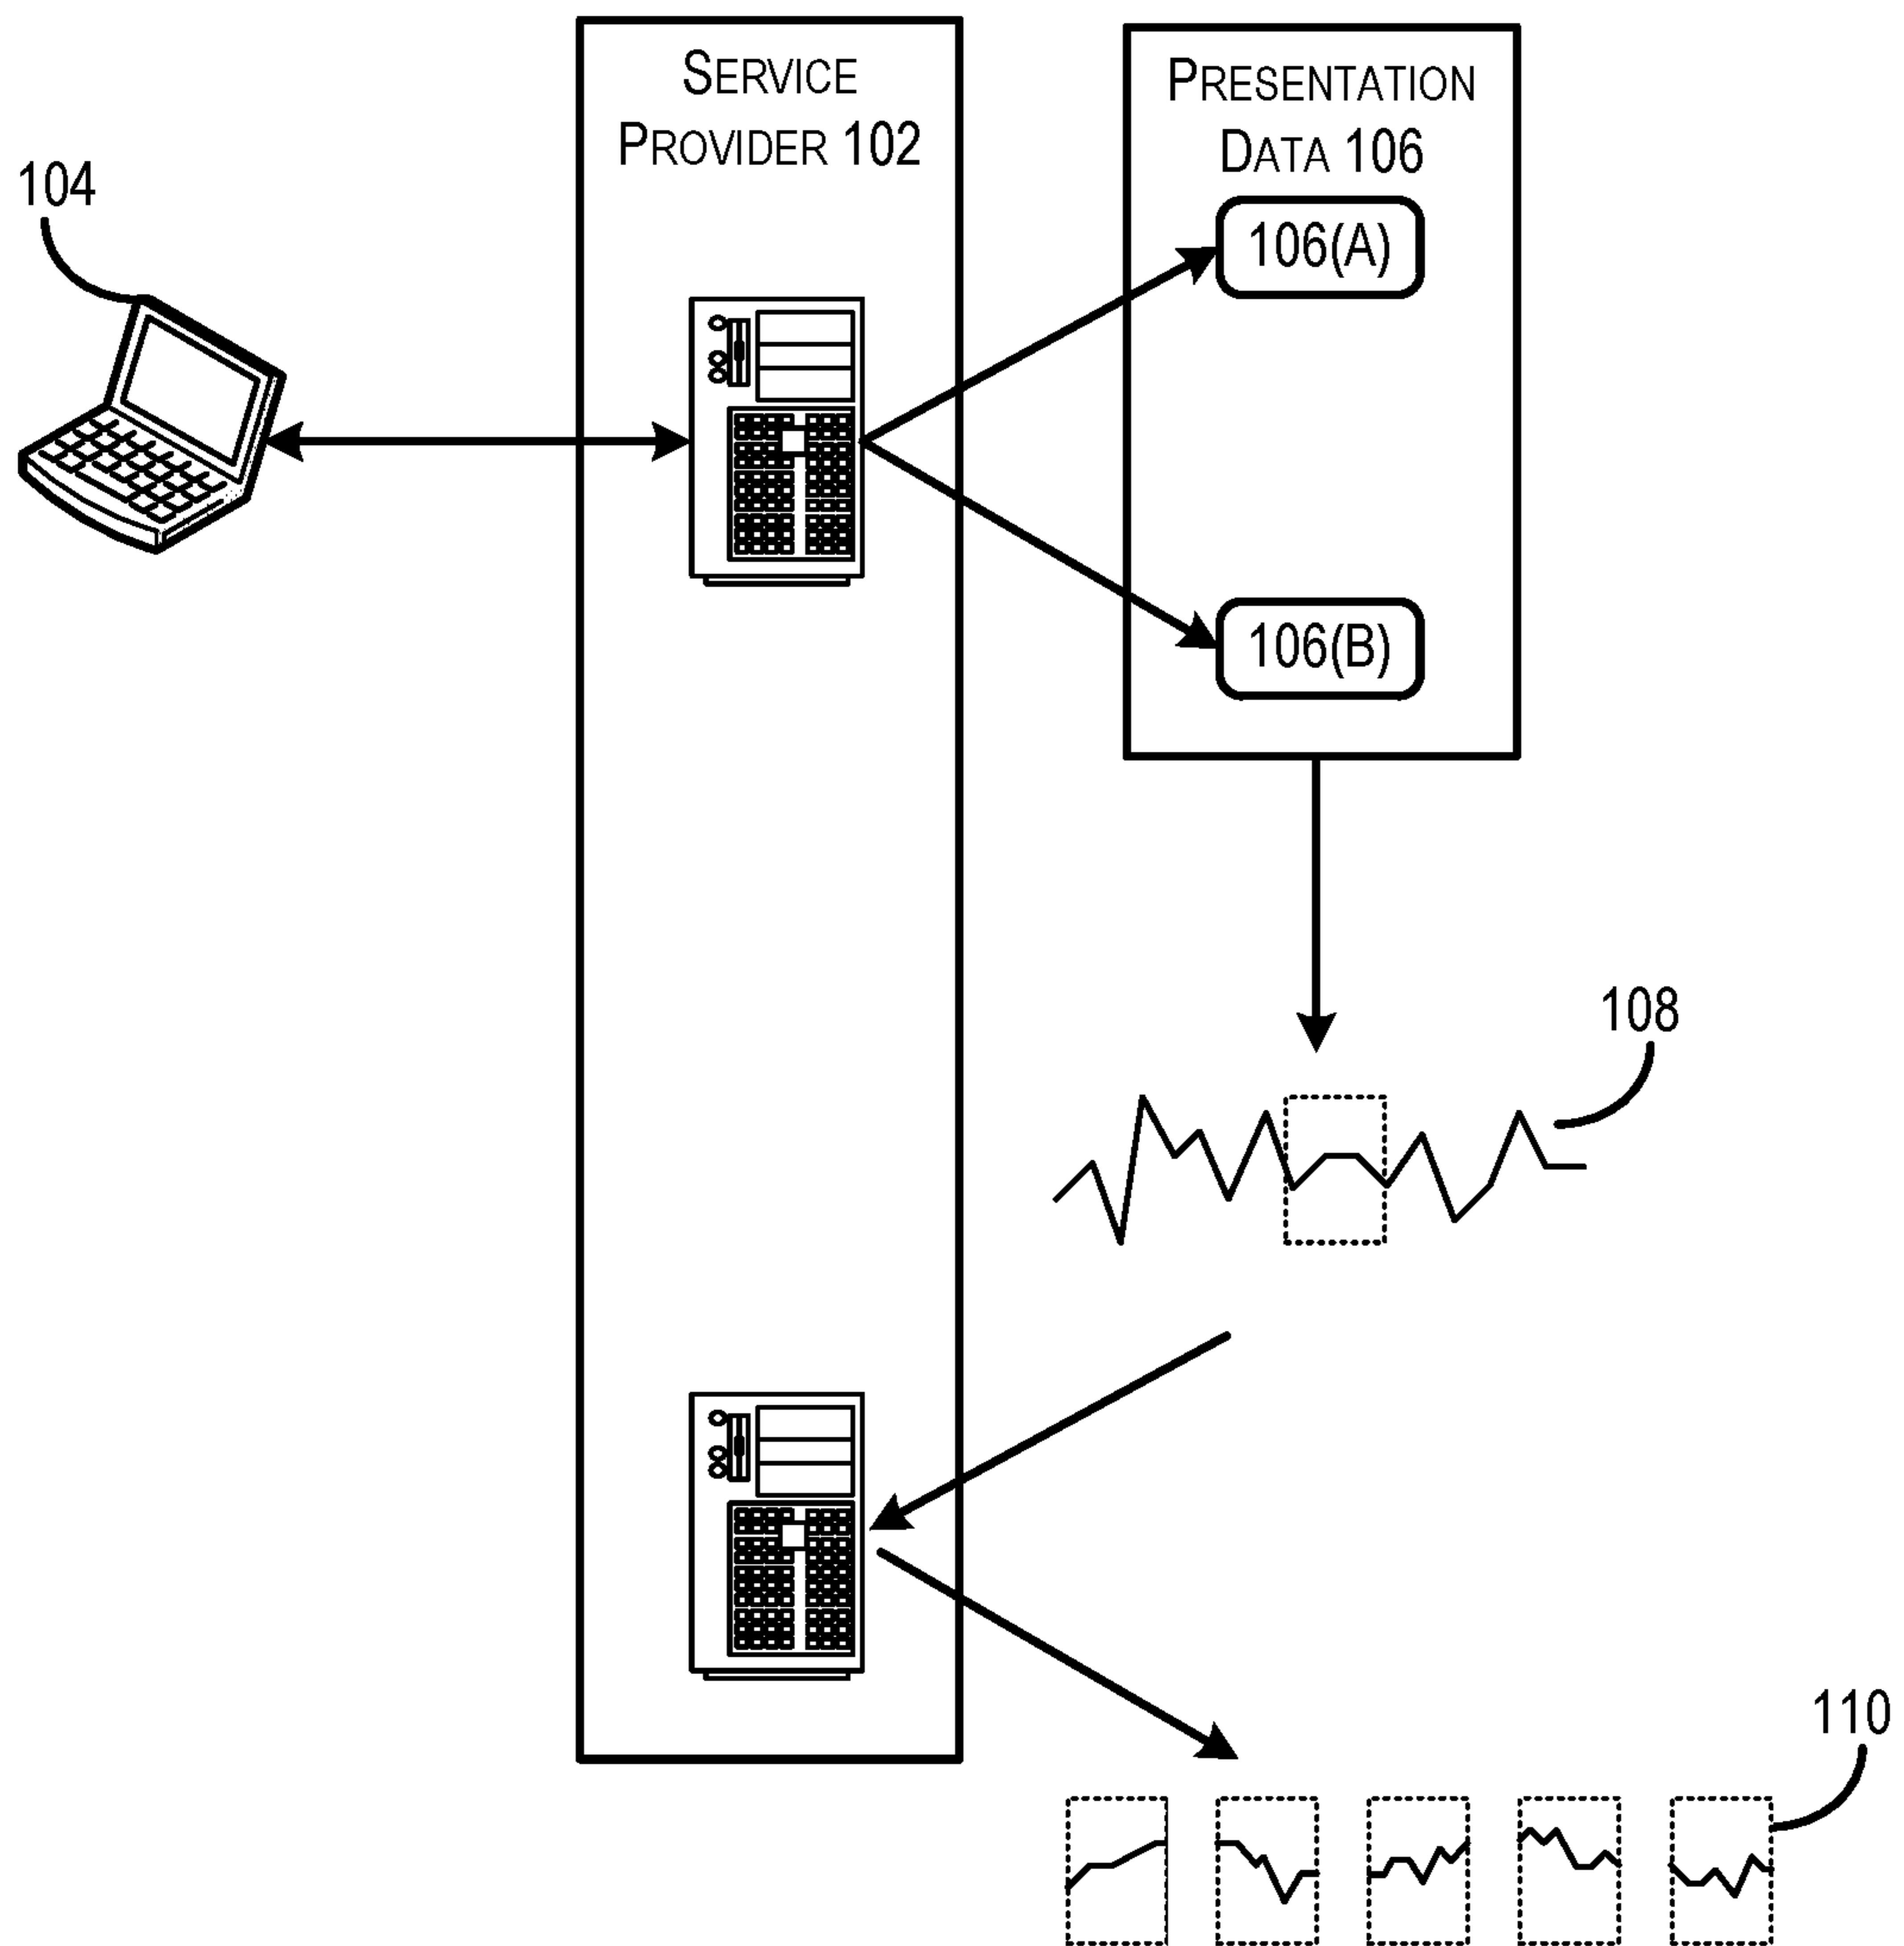 SERVICE
PROVIDER 102
PRESENTATION
DATA 106
104
106(A)
106(B)
108
110